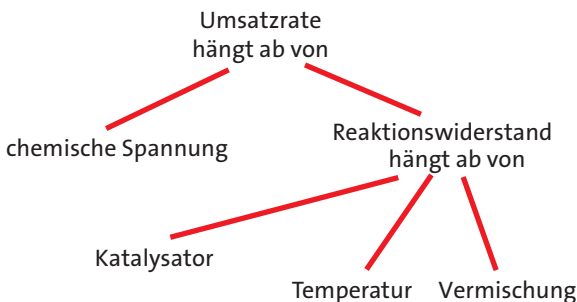 Umsatzrate
hängt ab von
chemische Spannung
Reaktionswiderstand
hängt ab von
Katalysator
Temperatur
Vermischung